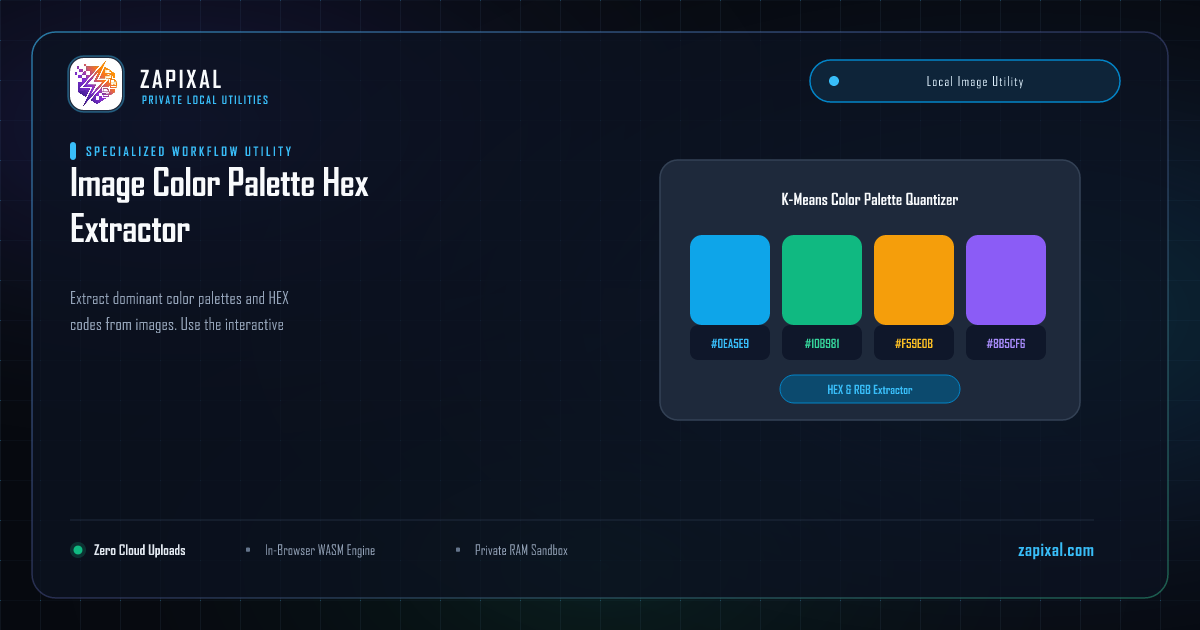 ZAPIXAL
PRIVATE LOCAL UTILITIES
Local Image Utility
SPECIALIZED WORKFLOW UTILITY
Image Color Palette Hex
Extractor
Extract dominant color palettes and HEX
codes from images. Use the interactive
K-Means Color Palette Quantizer
#0EA5E9
#10B981
#F59E0B
#8B5CF6
HEX & RGB Extractor
Zero Cloud Uploads
In-Browser WASM Engine
Private RAM Sandbox
zapixal.com